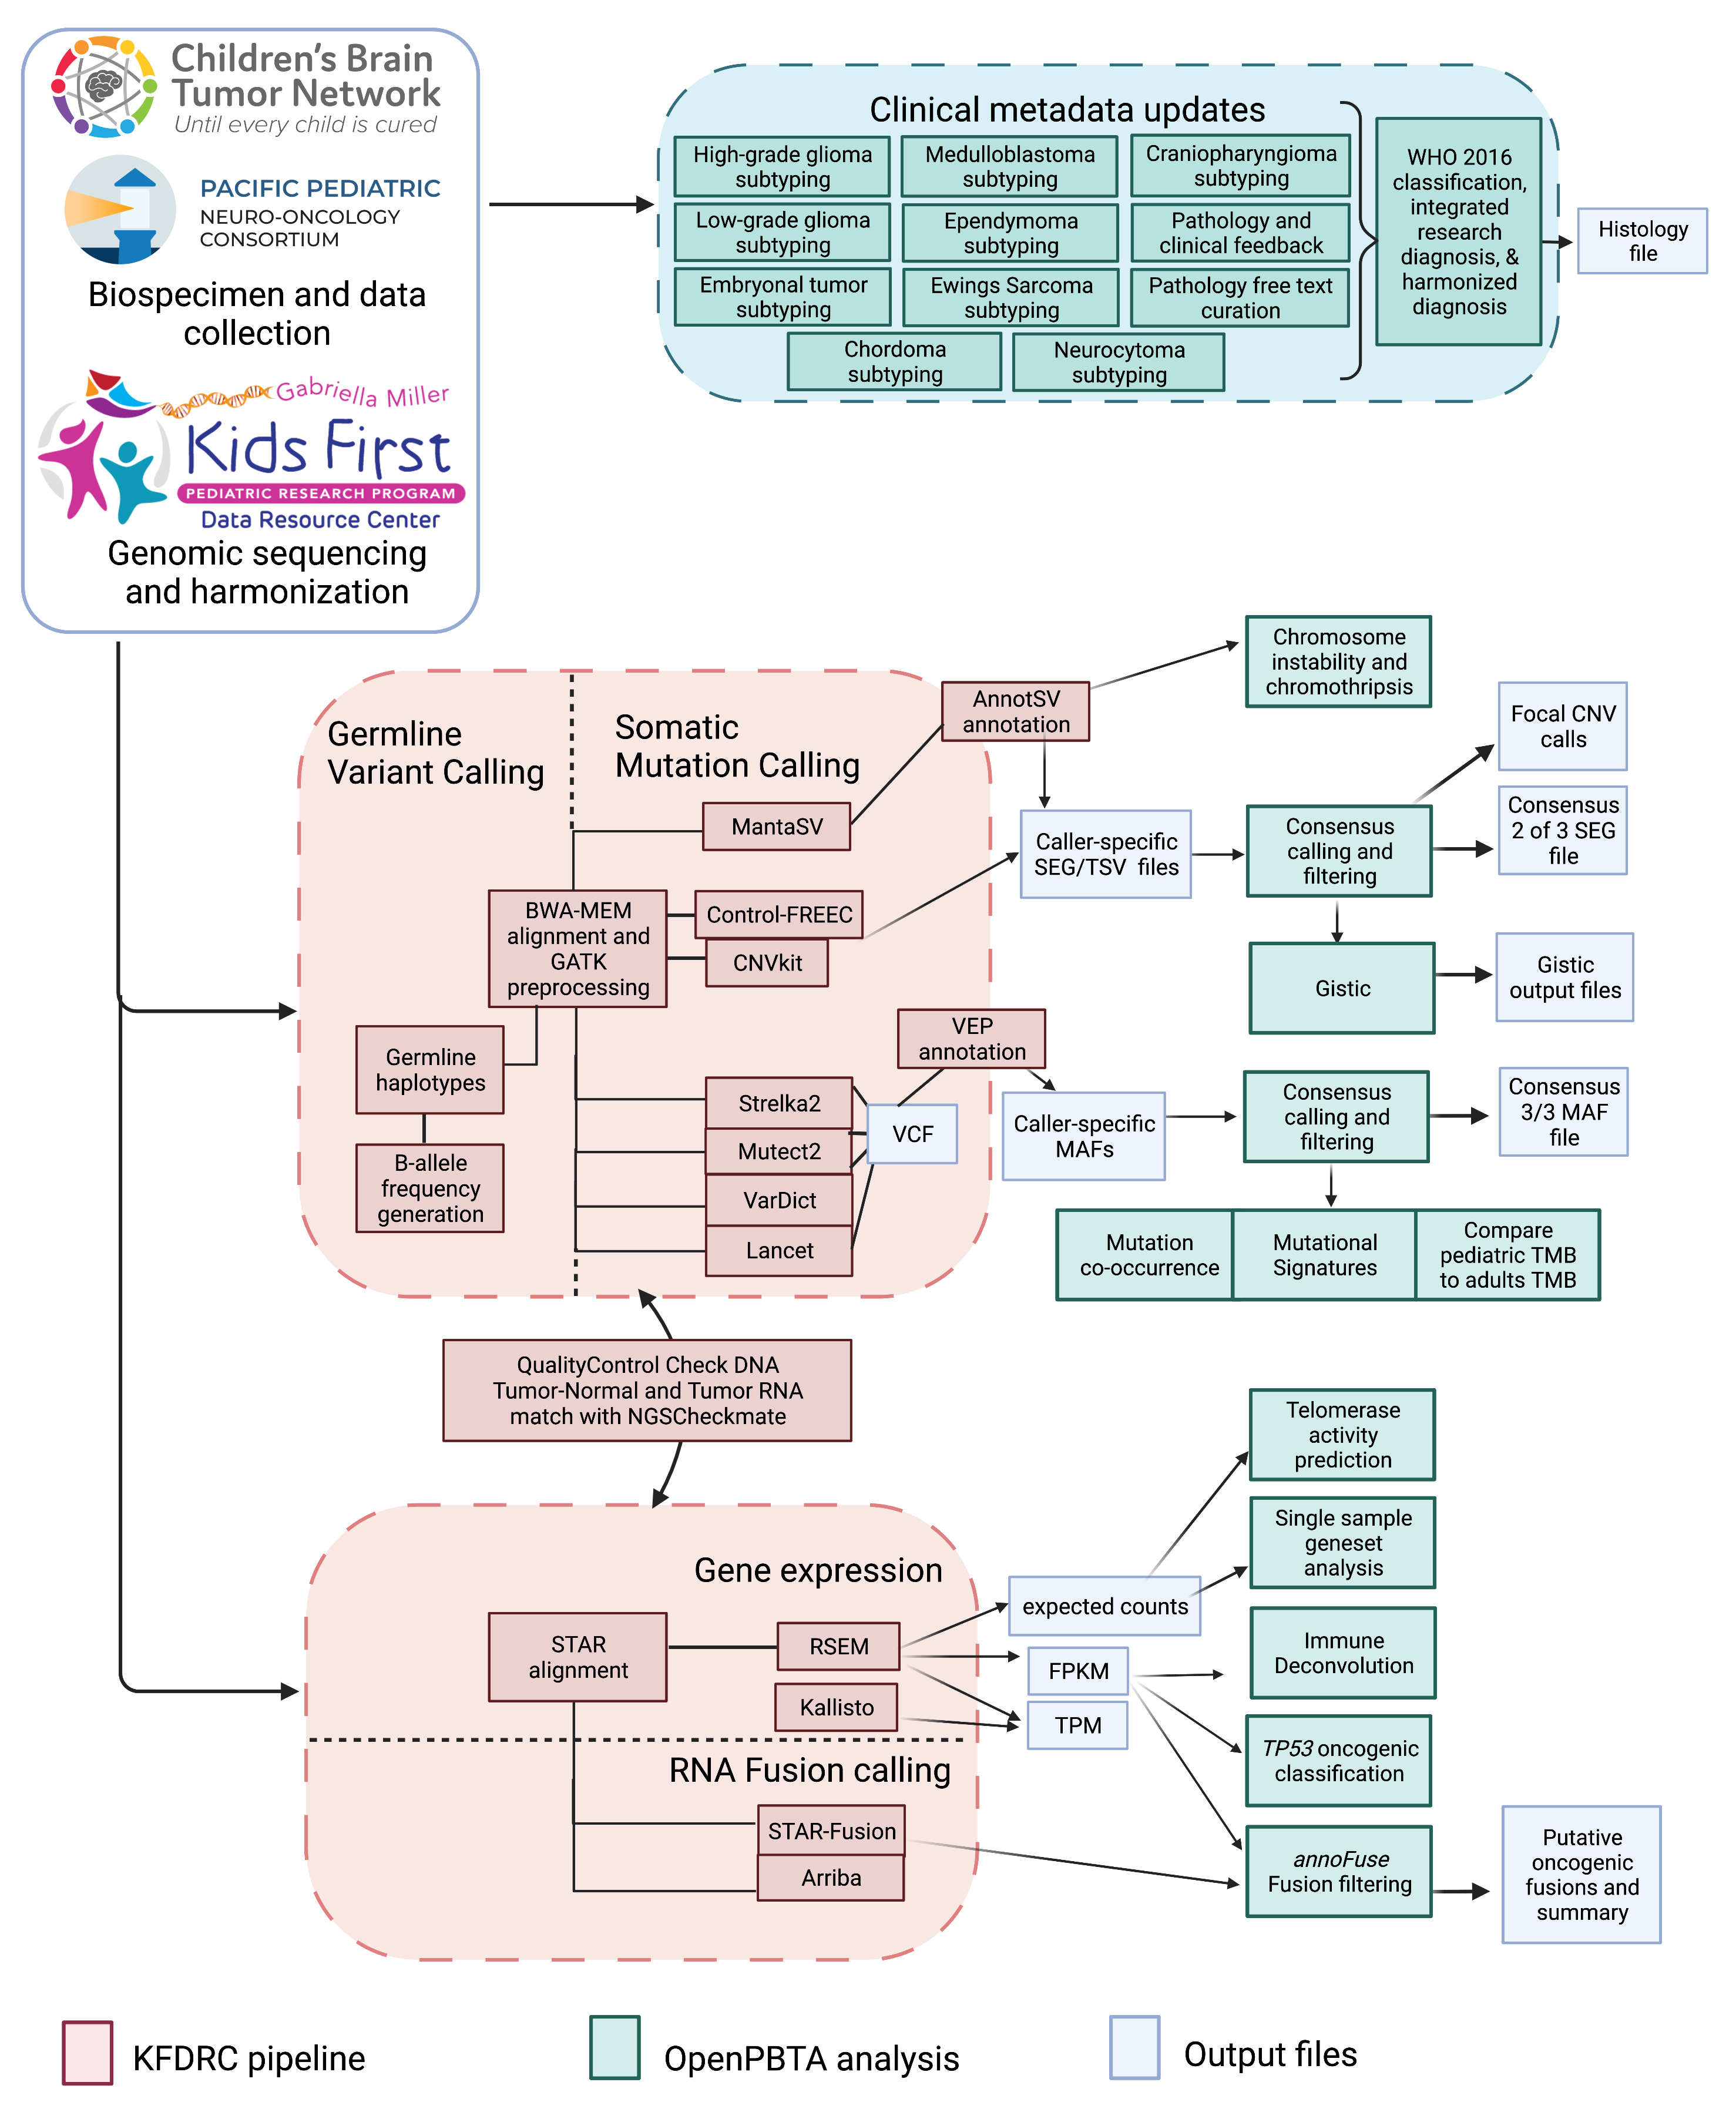 Children's Brain
Tumor Network
Until every child is cured
PACIFIC PEDIATRIC
NEURO-ONCOLOGY
CONSORTIUM
Biospecimen and data
collection
Gabriella Miller
Kids First
PEDIATRIC RESEARCH PROGRAM
Data Resource Center
Genomic sequencing
and harmonization
Clinical metadata updates
High-grade glioma
subtyping
Medulloblastoma
subtyping
Craniopharyngioma
subtyping
Low-grade glioma
subtyping
Ependymoma
subtyping
Pathology and
clinical feedback
Embryonal tumor
subtyping
Ewings Sarcoma
subtyping
Pathology free text
curation
Chordoma
subtyping
Neurocytoma
subtyping
WHO 2016
classification,
integrated
research
diagnosis, &
harmonized
diagnosis
Histology
file
Germline
Variant Calling
Somatic
Mutation Calling
MantaSV
AnnotSV
annotation
Chromosome
instability and
chromothripsis
BWA-MEM
alignment and
GATK
preprocessing
Control-FREEC
CNVkit
Caller-specific
SEG/TSV files
Consensus
calling and
filtering
Focal CNV
calls
Consensus
2 of 3 SEG
file
Gistic
Gistic
output files
Germline
haplotypes
B-allele
frequency
generation
Strelka2
Mutect2
VarDict
Lancet
VCF
VEP
annotation
Caller-specific
MAFs
Consensus
calling and
filtering
Consensus
3/3 MAF
file
Mutation
co-occurrence
Mutational
Signatures
Compare
pediatric TMB
to adults TMB
QualityControl Check DNA
Tumor-Normal and Tumor RNA
match with NGSCheckmate
Gene expression
STAR
alignment
RSEM
Kallisto
expected counts
FPKM
TPM
Telomerase
activity
prediction
Single sample
geneset
analysis
Immune
Deconvolution
TP53 oncogenic
classification
RNA Fusion calling
STAR-Fusion
Arriba
annoFuse
Fusion filtering
Putative
oncogenic
fusions and
summary
KFDRC pipeline
OpenPBTA analysis
Output files